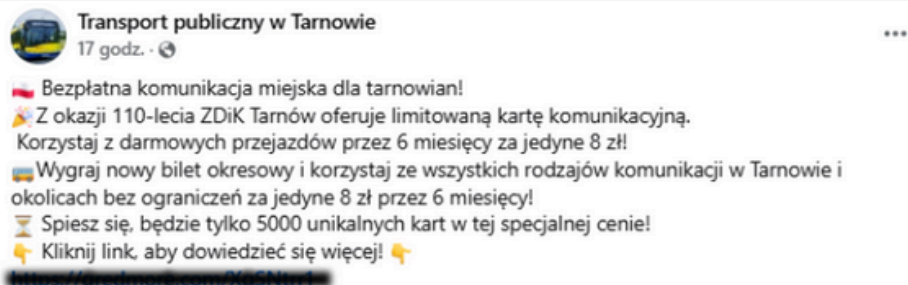 Transport publiczny w Tarnowie
17 godz. ·
🇵🇱 Bezpłatna komunikacja miejska dla tarnowian!
🎉Z okazji 110-lecia ZDiK Tarnów oferuje limitowaną kartę komunikacyjną.
Korzystaj z darmowych przejazdów przez 6 miesięcy za jedyne 8 zł!
🚌Wygraj nowy bilet okresowy i korzystaj ze wszystkich rodzajów komunikacji w Tarnowie i
okolicach bez ograniczeń za jedyne 8 zł przez 6 miesięcy!
⏳ Spiesz się, będzie tylko 5000 unikalnych kart w tej specjalnej cenie!
👇 Kliknij link, aby dowiedzieć się więcej! 👇